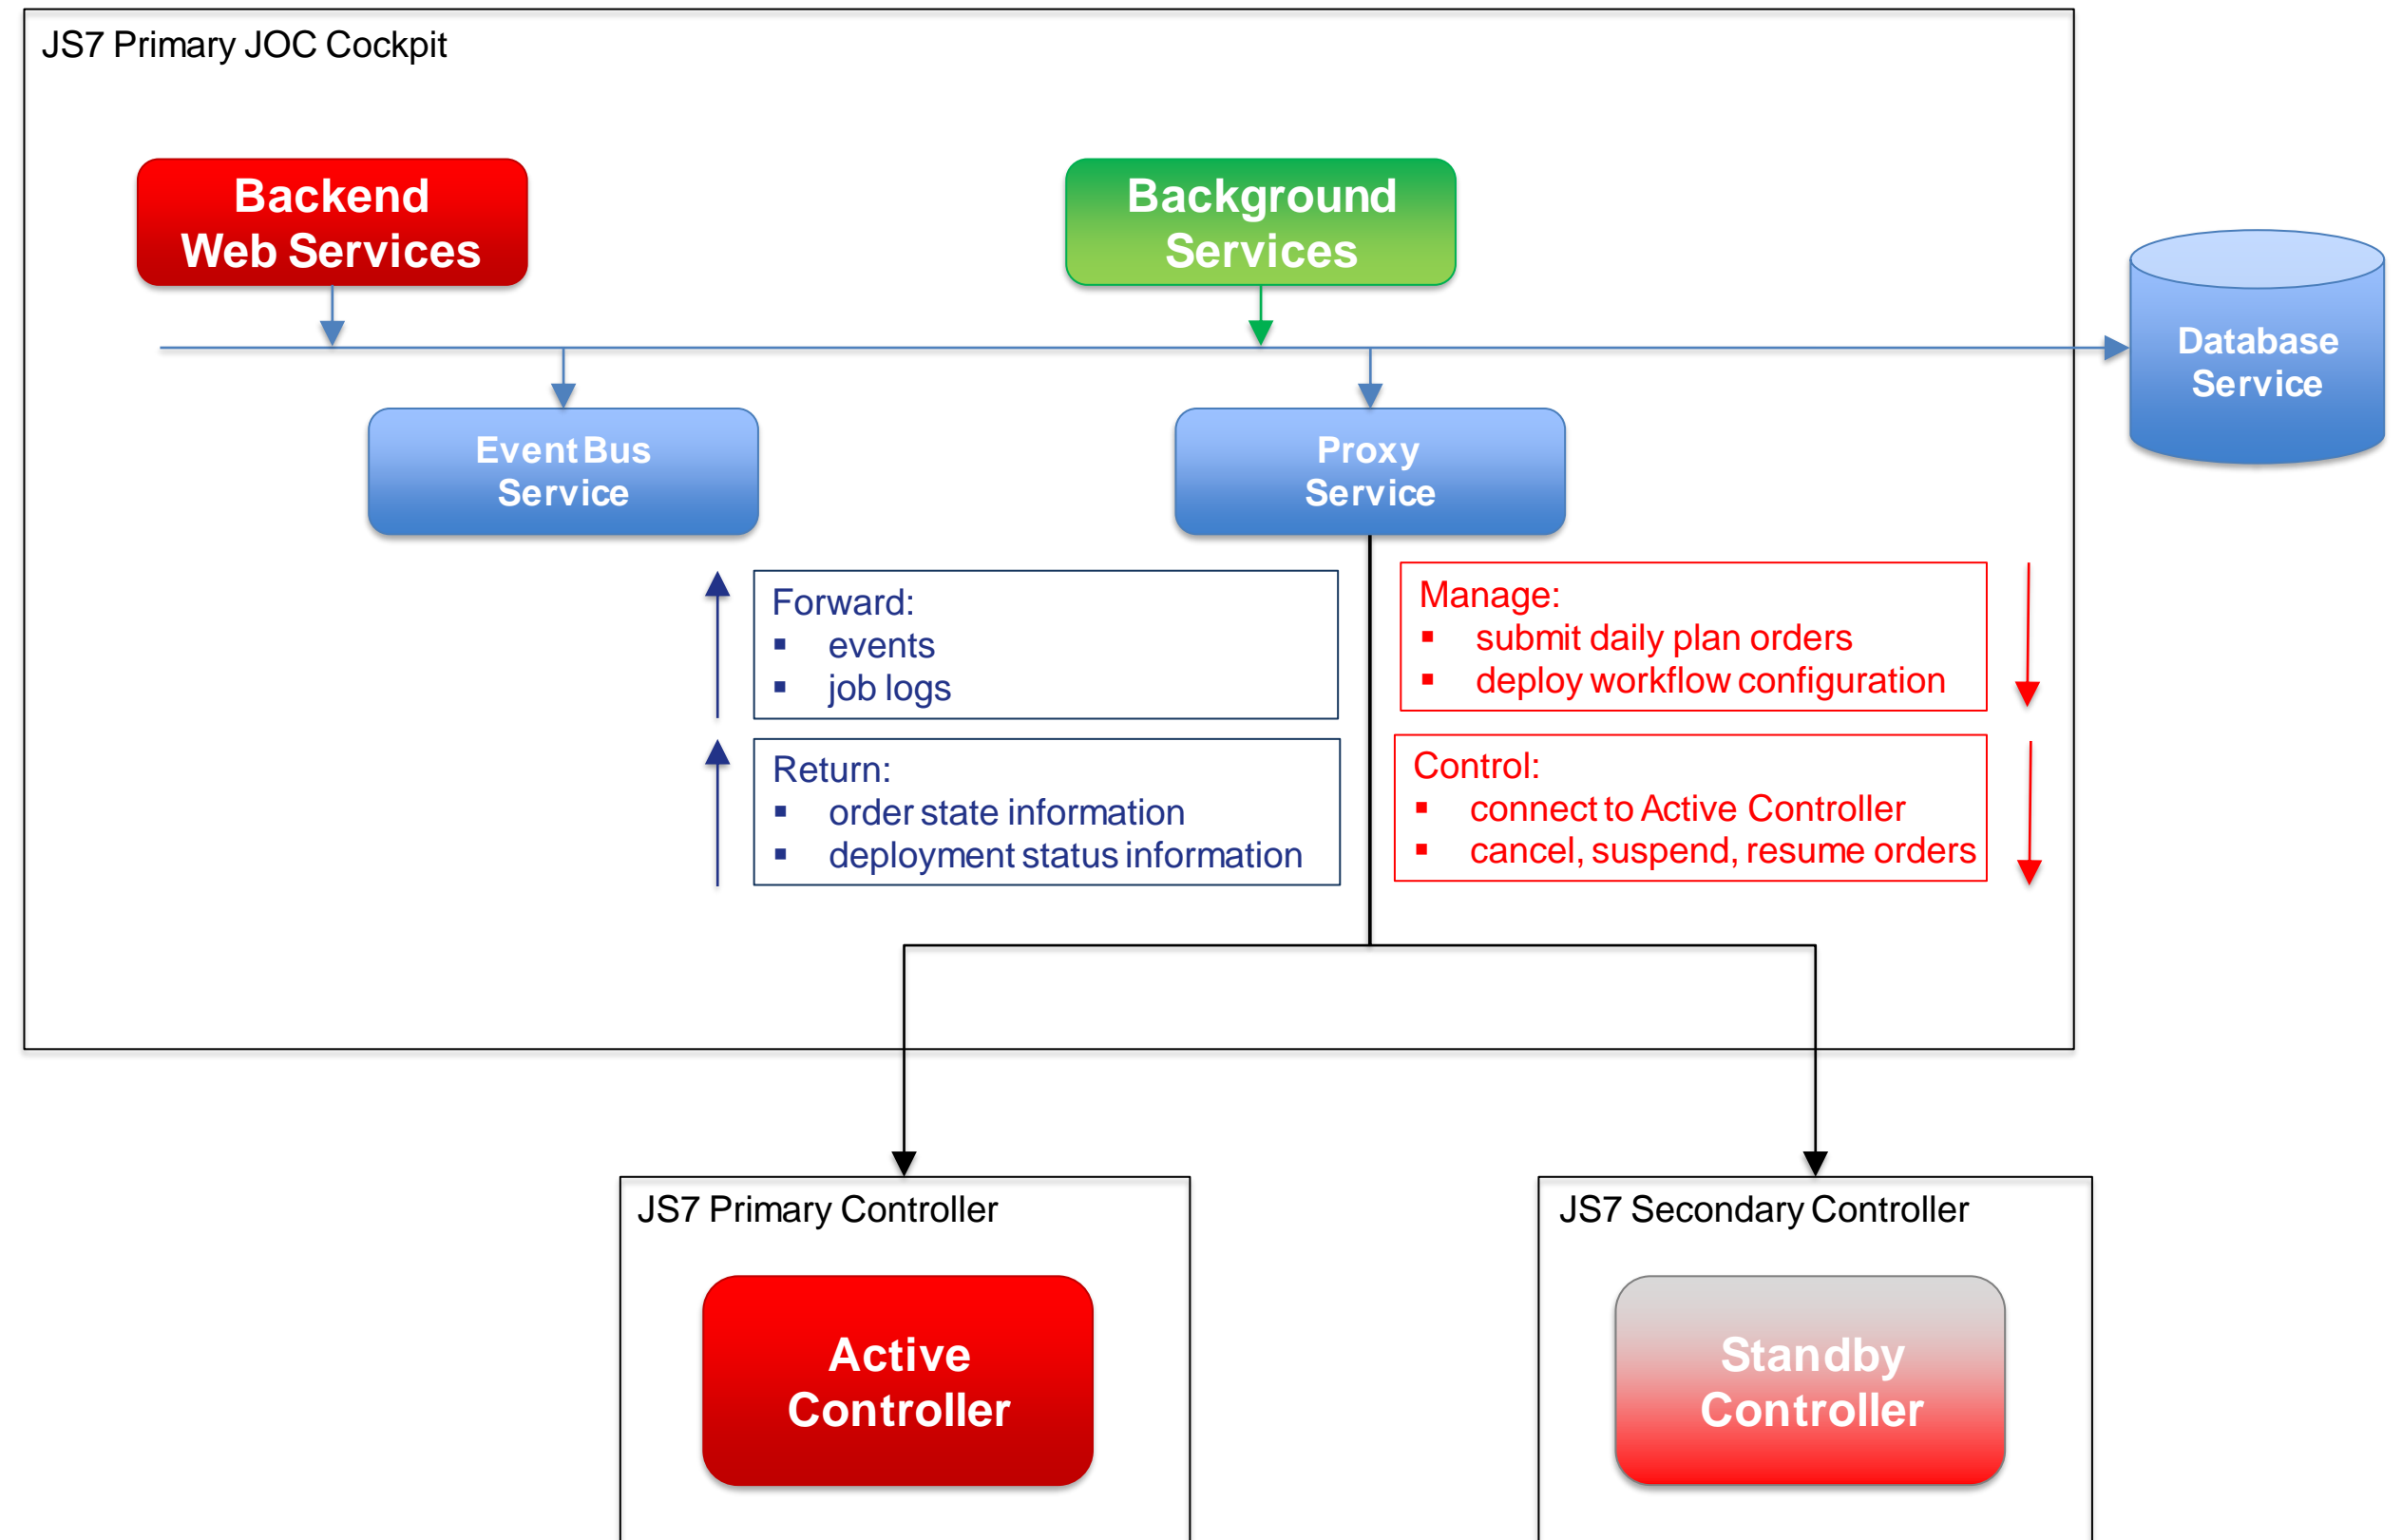 JS7 Primary JOC Cockpit
Backend
Web Services
Background
Services
Database
Service
Event Bus
Service
Proxy
Service
Forward:
▪ events
▪ job logs
Manage:
▪ submit daily plan orders
▪ deploy workflow configuration
Return:
▪ order state information
▪ deployment status information
Control:
▪ connect to Active Controller
▪ cancel, suspend, resume orders
JS7 Primary Controller
Active
Controller
JS7 Secondary Controller
Standby
Controller